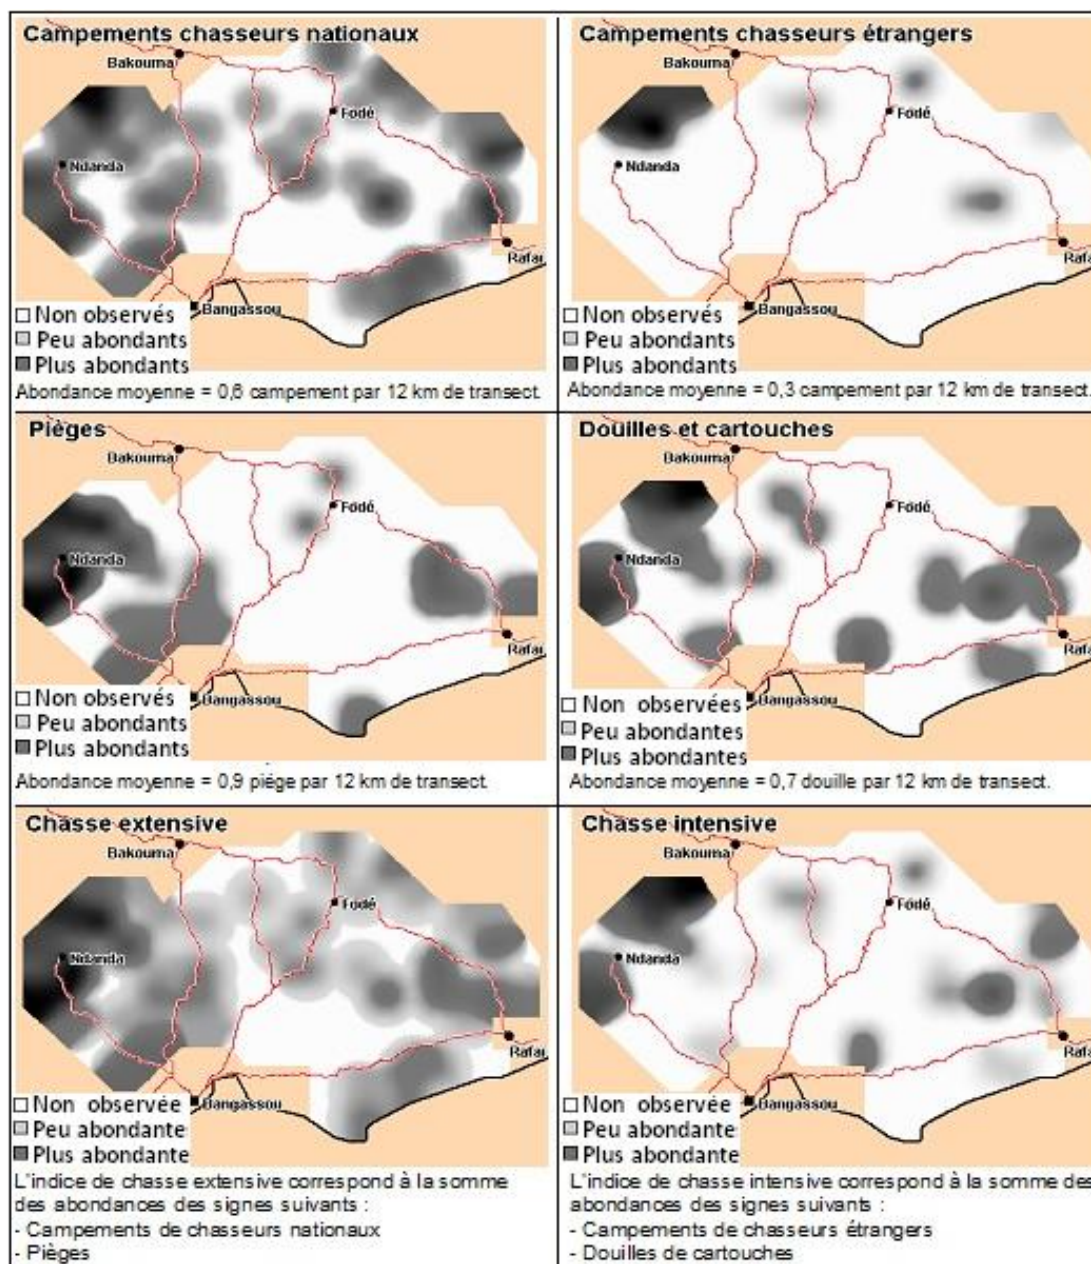 Campements chasseurs nationaux
Bakouma
Fodé
Ndanda
Rafai
Bangassou
Non observés
Peu abondants
Plus abondants
Abondance moyenne = 0,6 campement par 12 km de transect.
Campements chasseurs étrangers
Bakouma
Fodé
Ndanda
Rafa
Bangassou
Non observés
Peu abondants
Plus abondants
Abondance moyenne = 0,3 campement par 12 km de transect.
Pièges
Bakouma
Fodé
Ndanda
Rafai
Bangassou
Non observés
Peu abondants
Plus abondants
Abondance moyenne = 0,9 piége par 12 km de transect.
Douilles et cartouches
Bakouma
Fodé
Ndanda
Rafa
Bangassou
Non observées
Peu abondantes
Plus abondantes
Abondance moyenne = 0,7 douille par 12 km de transect.
Chasse extensive
Bakouma
Fodé
Ndanda
Rafai
Bangassou
Non observée
Peu abondante
Plus abondante
L'indice de chasse extensive correspond à la somme
des abondances des signes suivants :
- Campements de chasseurs nationaux
- Pièges
Chasse intensive
Bakouma
Fodé
Ndanda
Rafa
Bangassou
Non observée
Peu abondante
Plus abondante
L'indice de chasse intensive correspond à la somme des
abondances des signes suivants :
- Campements de chasseurs étrangers
- Douilles de cartouches